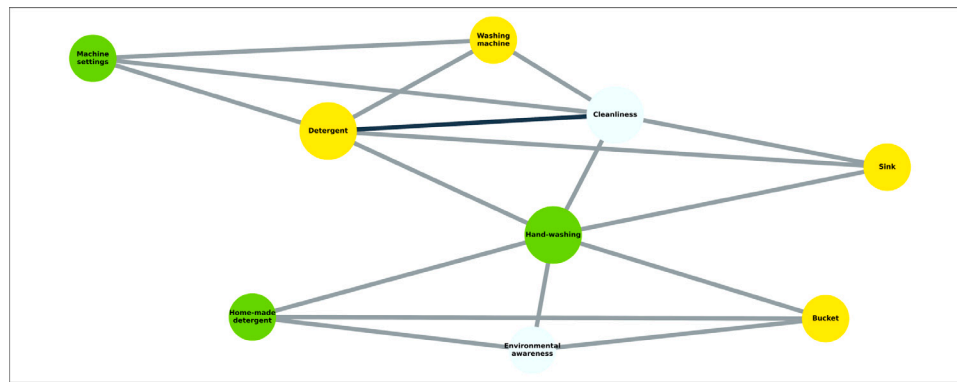 Washing
machine
Machine
settings
Cleanliness
Detergent
Sink
Hand-washing
Home-made
detergent
Bucket
Environmental
awareness